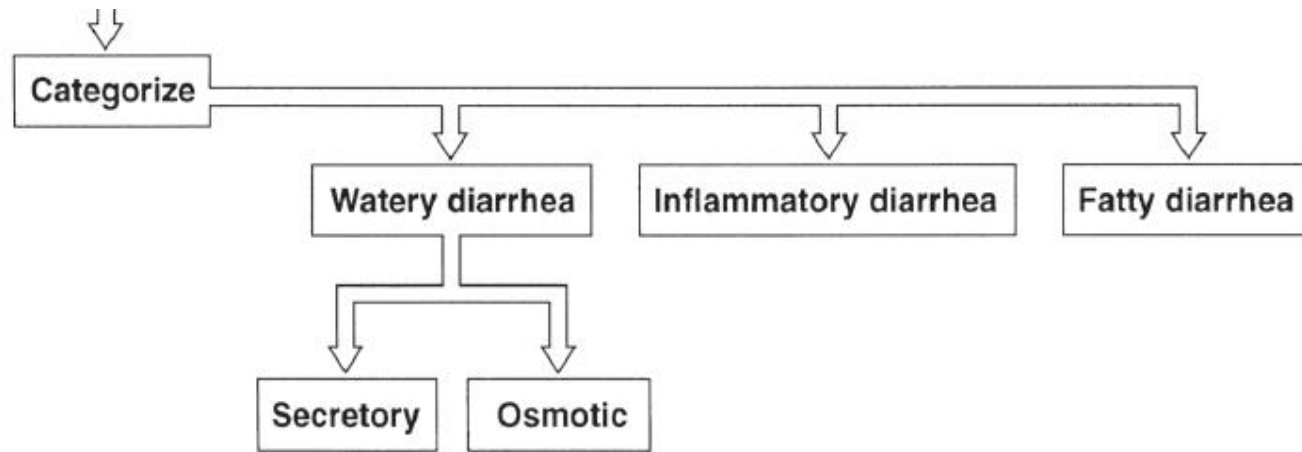 Categorize
Watery diarrhea
Inflammatory diarrhea
Fatty diarrhea
Secretory
Osmotic